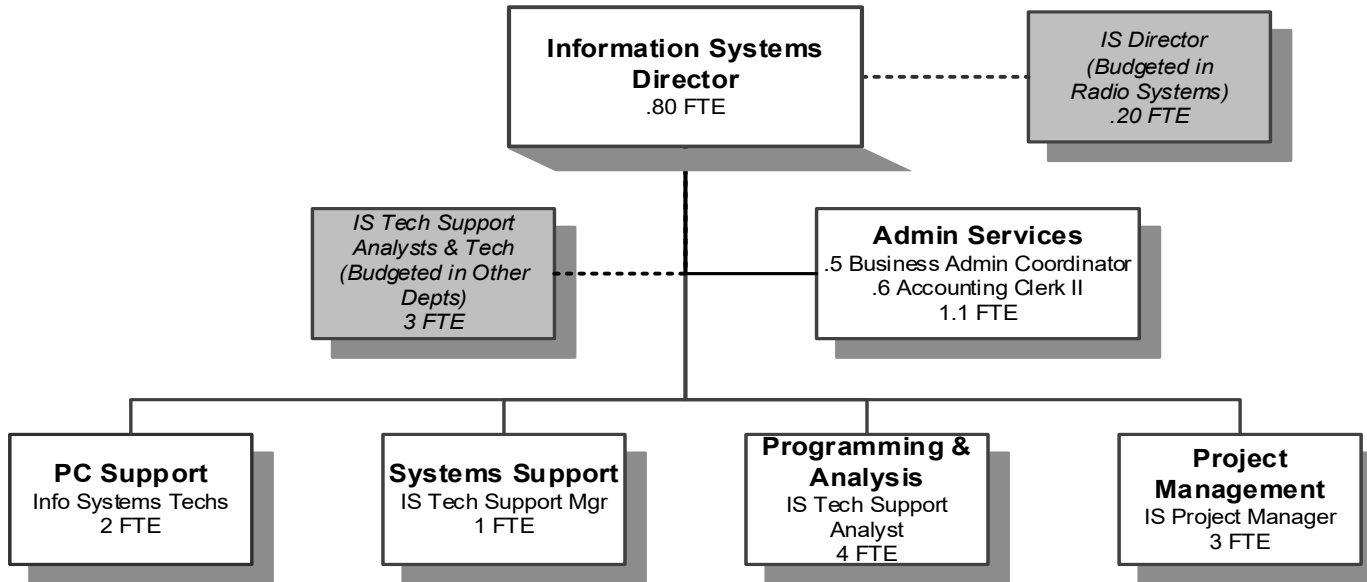 Information Systems
Director
.80 FTE
IS Director
(Budgeted in
Radio Systems)
.20 FTE
IS Tech Support
Analysts & Tech
(Budgeted in Other
Depts)
3 FTE
Admin Services
.5 Business Admin Coordinator
.6 Accounting Clerk II
1.1 FTE
PC Support
Info Systems Techs
2 FTE
Systems Support
IS Tech Support Mgr
1 FTE
Programming &
Analysis
IS Tech Support
Analyst
4 FTE
Project
Management
IS Project Manager
3 FTE